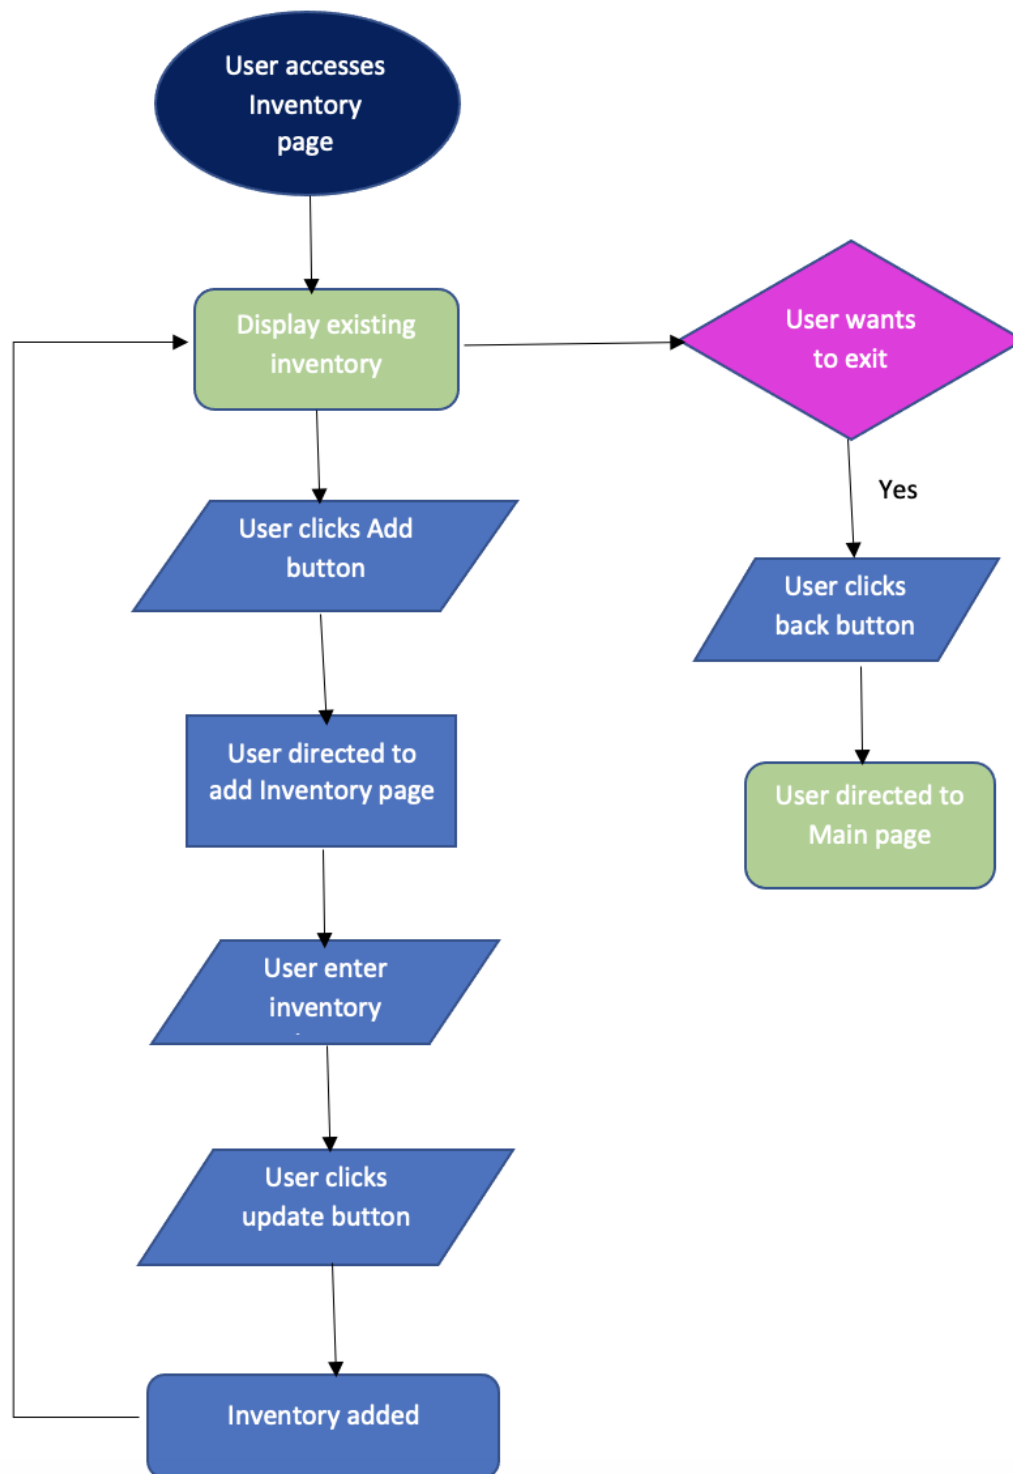 User accesses
Inventory
page
Display existing
inventory
User wants
to exit
Yes
User clicks Add
button
User clicks
back button
User directed to
add Inventory page
User directed to
Main page
User enter
inventory
User clicks
update button
Inventory added